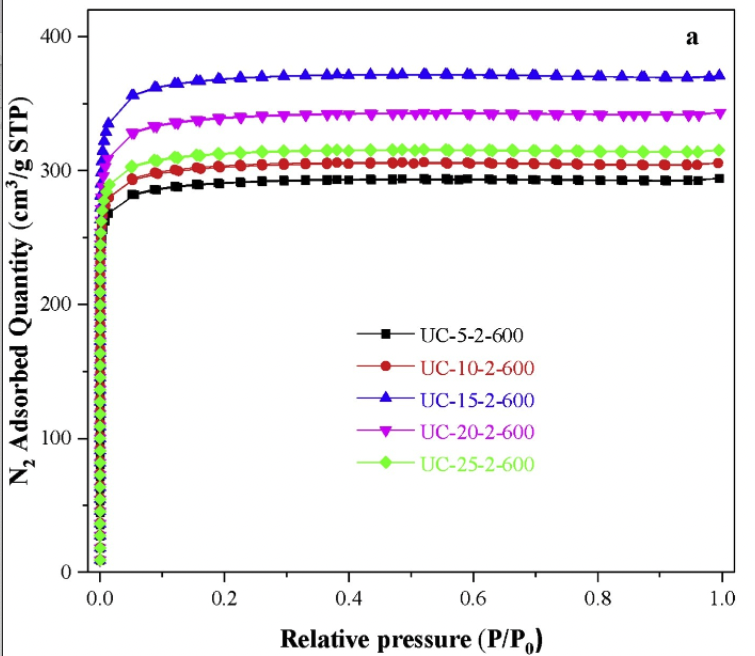 a
400
300
200
100
0
N₂ Adsorbed Quantity (cm³/g STP)
UC-5-2-600
UC-10-2-600
UC-15-2-600
UC-20-2-600
UC-25-2-600
0.0 0.2 0.4 0.6 0.8 1.0
Relative pressure (P/P₀)